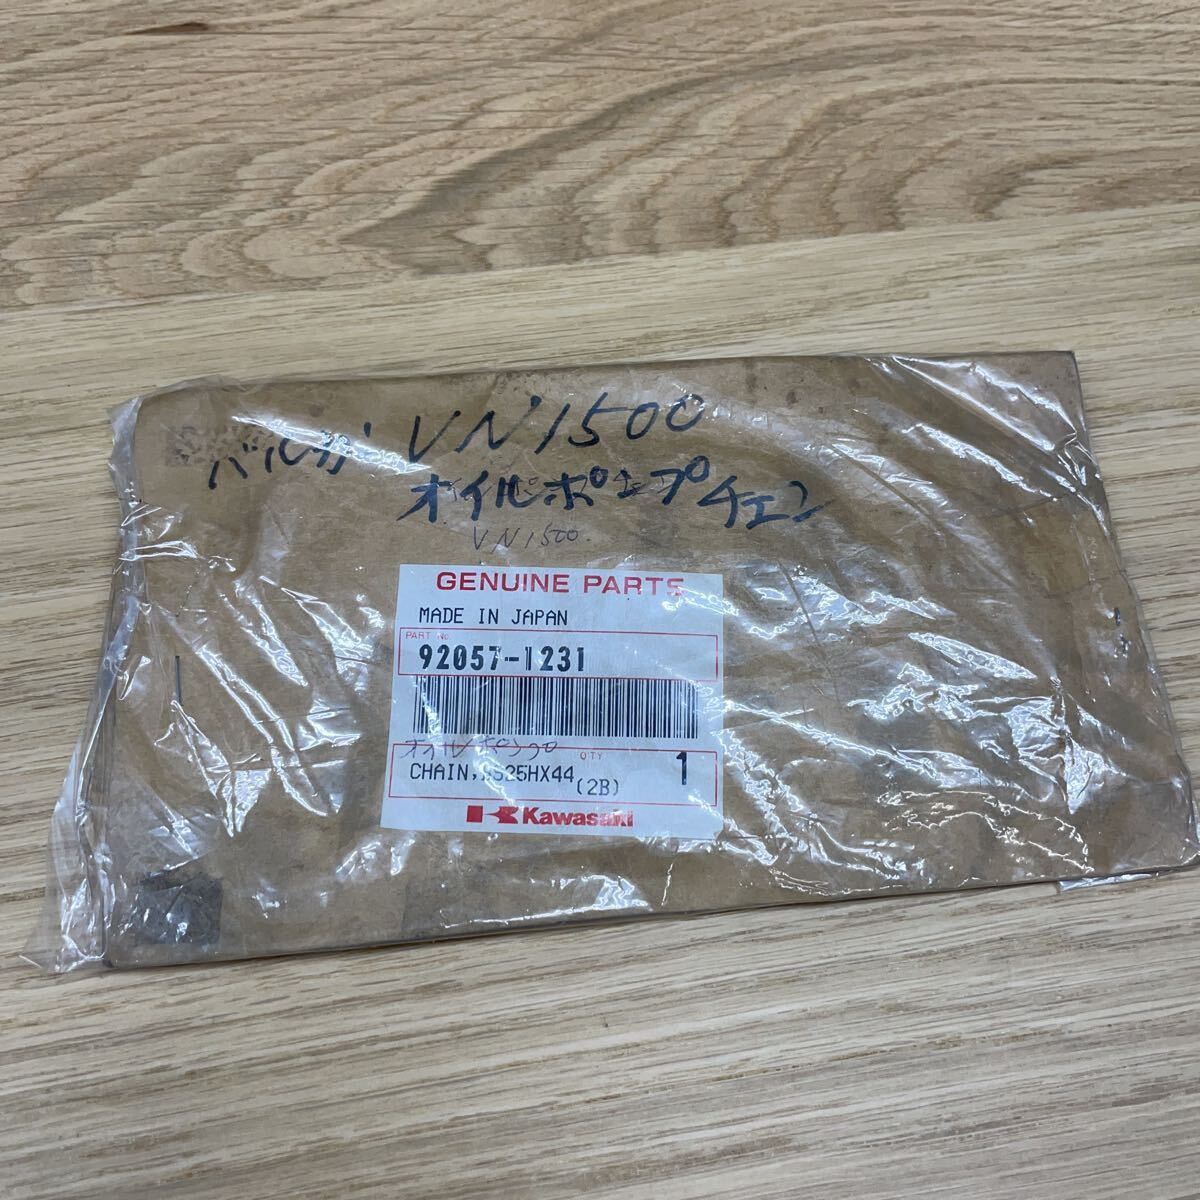 バルカン VN1500
オイルポンプチェン
VN1500
GENUINE PARTS
MADE IN JAPAN
PART No.
92057-1231
オイルポンプ
Q'TY
CHAIN,RS25HX44
(2B)
1
Kawasaki